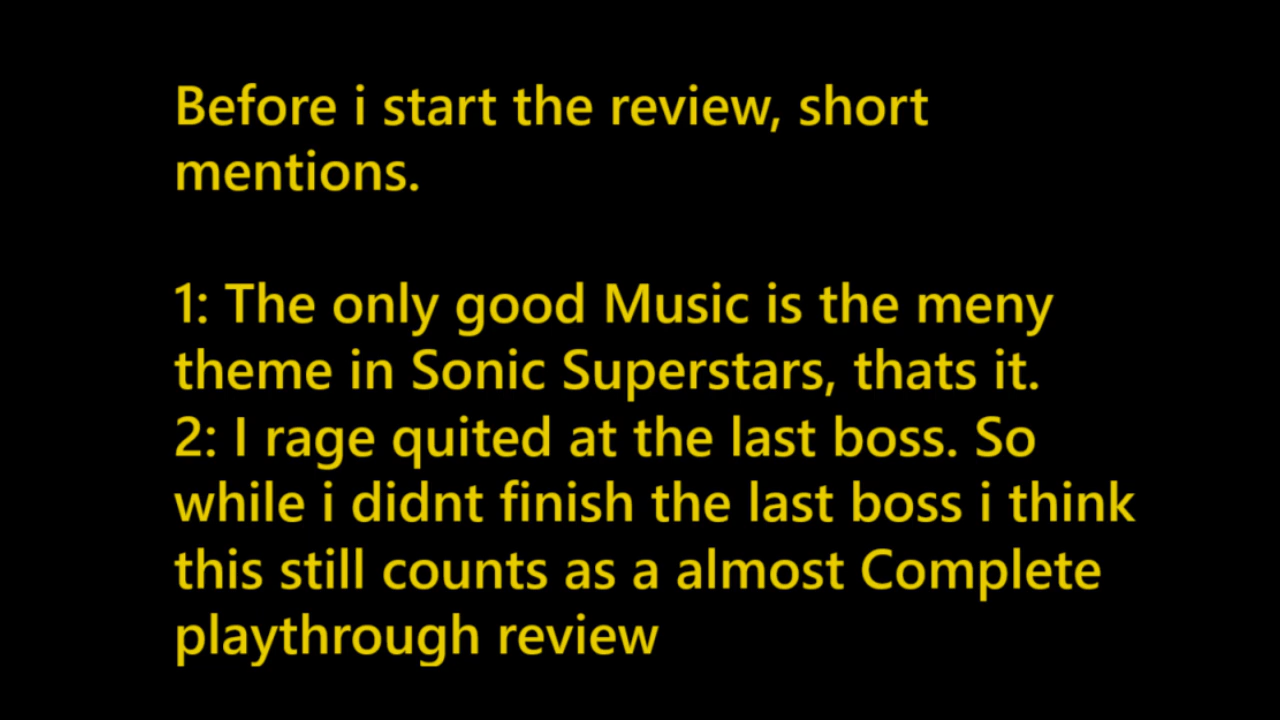 Before i start the review, short
mentions.
1: The only good Music is the meny
theme in Sonic Superstars, thats it.
2: I rage quited at the last boss. So
while i didnt finish the last boss i think
this still counts as a almost Complete
playthrough review